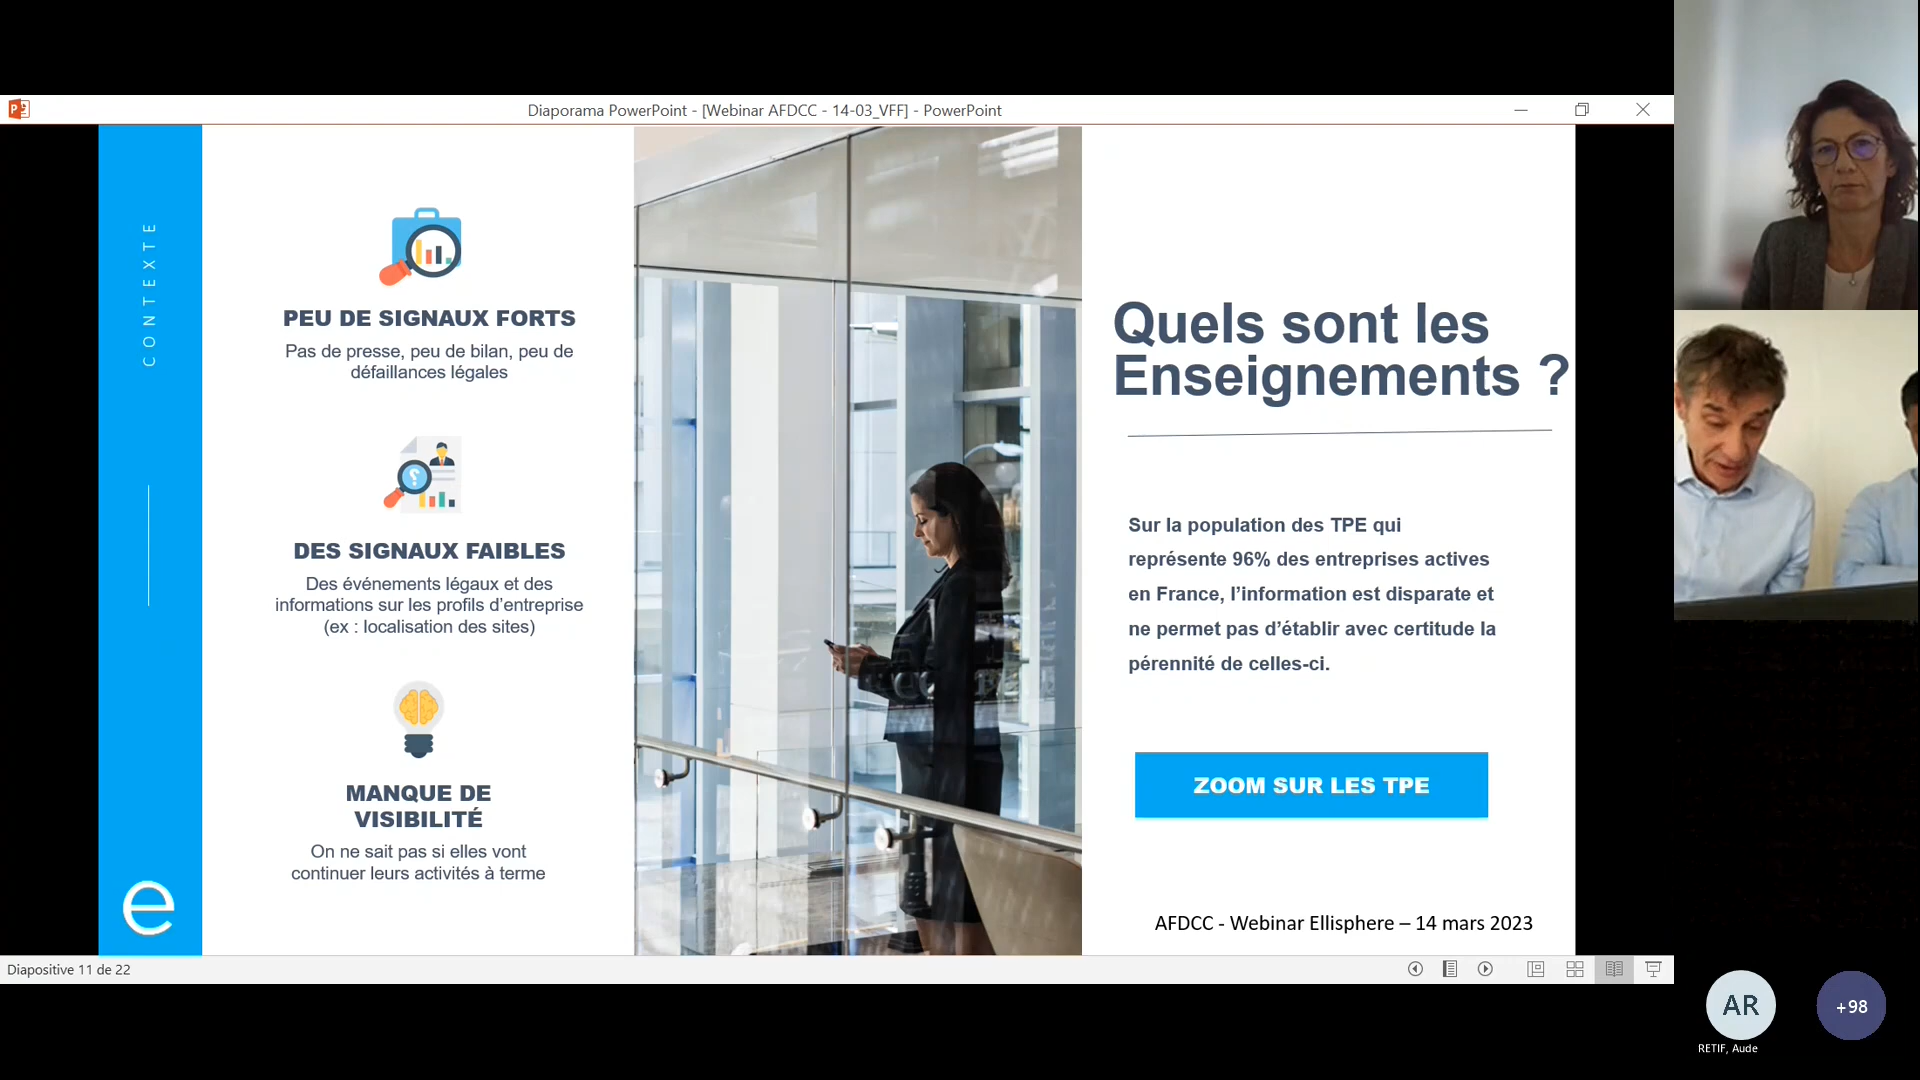 Diaporama PowerPoint - [Webinar AFDCC - 14-03_VFF] - PowerPoint
CONTEXTE
PEU DE SIGNAUX FORTS
Pas de presse, peu de bilan, peu de
défaillances légales
DES SIGNAUX FAIBLES
Des événements légaux et des
informations sur les profils d’entreprise
(ex : localisation des sites)
MANQUE DE
VISIBILITÉ
On ne sait pas si elles vont
continuer leurs activités à terme
e
Quels sont les
Enseignements ?
Sur la population des TPE qui
représente 96% des entreprises actives
en France, l’information est disparate et
ne permet pas d’établir avec certitude la
pérennité de celles-ci.
ZOOM SUR LES TPE
AFDCC - Webinar Ellisphere – 14 mars 2023
Diapositive 11 de 22
AR
RETIF, Aude
+98